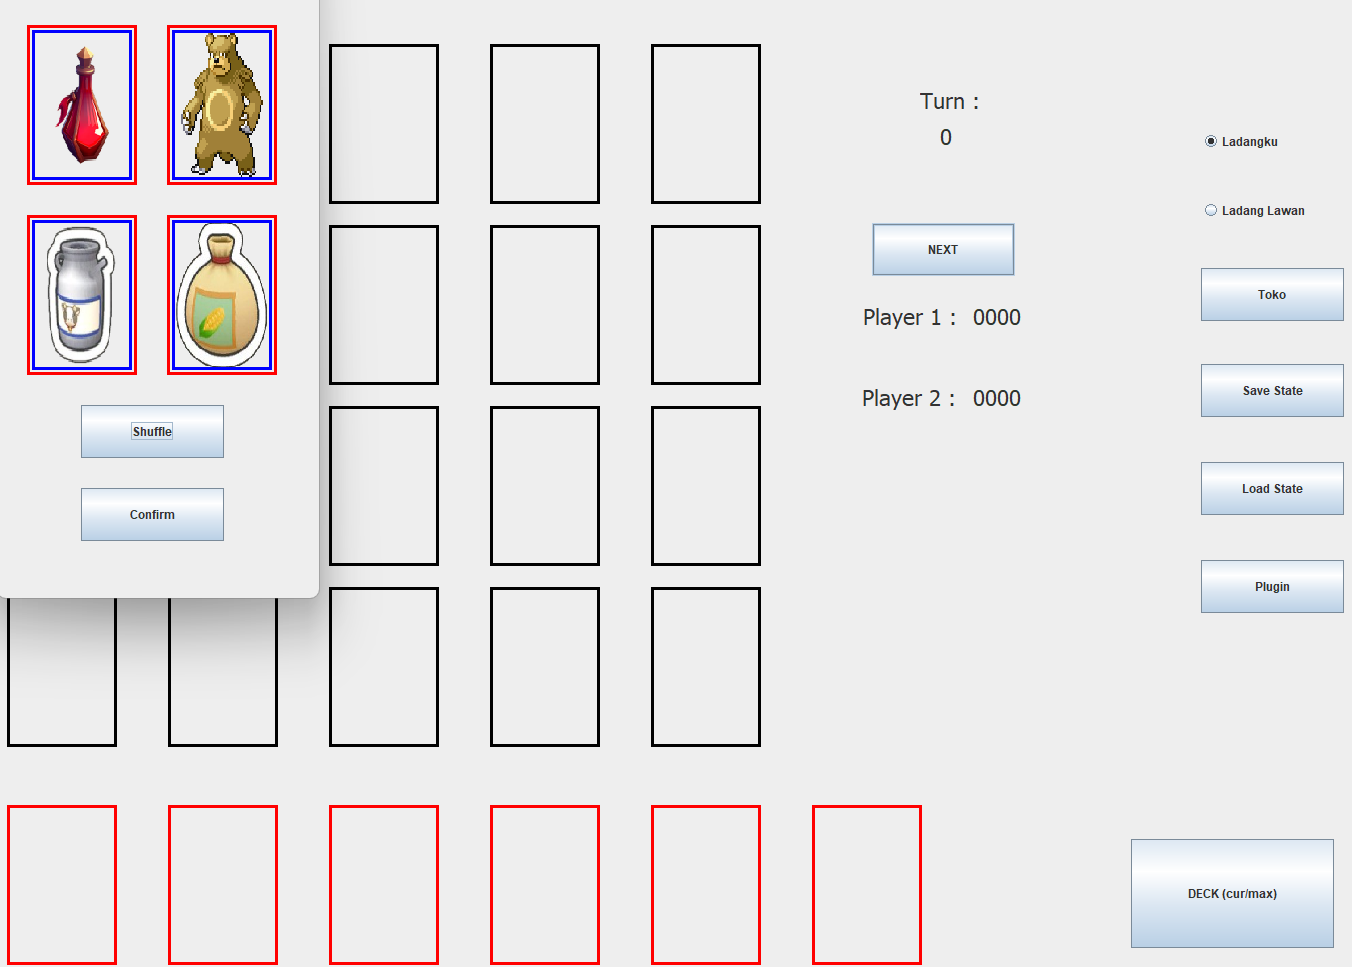 Shuffle
Confirm
Turn :
0
NEXT
Player 1 : 0000
Player 2 : 0000
Ladangku
Ladang Lawan
Toko
Save State
Load State
Plugin
DECK (cur/max)